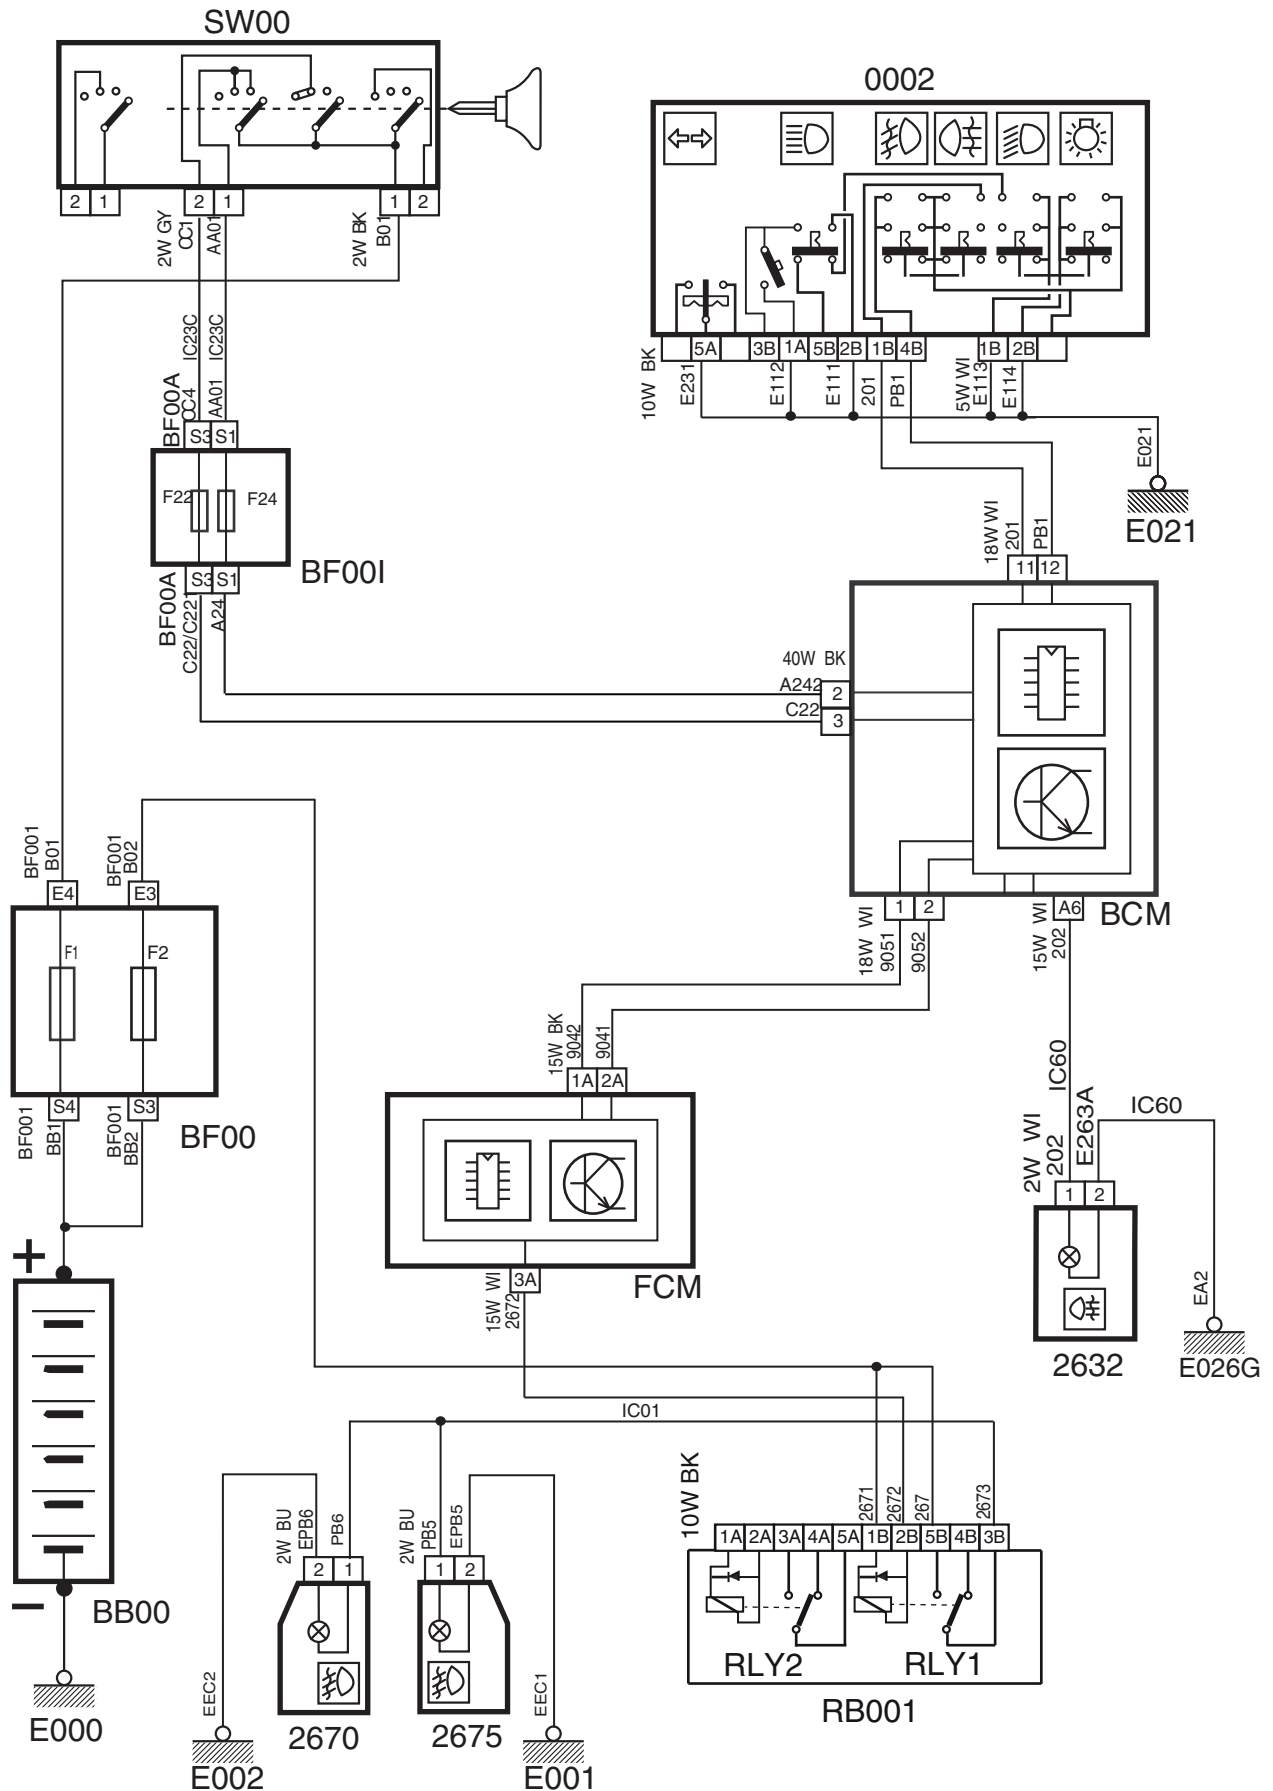 SW00
0002
2 1 2 1 1 2
2W GY
CC1
AA01
2W BK
B01
5A 3B 1A 5B 2B 1B 4B 1B 2B
10W BK
E231
E112
E111
201
PB1
5W WI
E113
E114
E021
E021
IC23C
IC23C
BF00A
CC4
AA01
S3 S1
F22 F24
BF00I
S3 S1
BF00A
C22/C221
A24
18W WI
201
PB1
11 12
40W BK
A242 2
C22 3
BF001
B01
BF001
B02
E4 E3
F1 F2
S4 S3
BF001
BB1
BF001
BB2
BF00
1 2 A6
BCM
18W WI
9051
9052
15W WI
202
15W BK
9042
9041
1A 2A
IC60
E263A
IC60
2W WI
202
1 2
FCM
3A
15W WI
2672
EA2
2632
E026G
+
−
BB00
E000
IC01
10W BK
2671
2672
267
2673
1A 2A 3A 4A 5A 1B 2B 5B 4B 3B
RLY2 RLY1
RB001
2W BU
EPB6
PB6
2W BU
PB5
EPB5
2 1 1 2
EEC2
EEC1
2670
2675
E002
E001